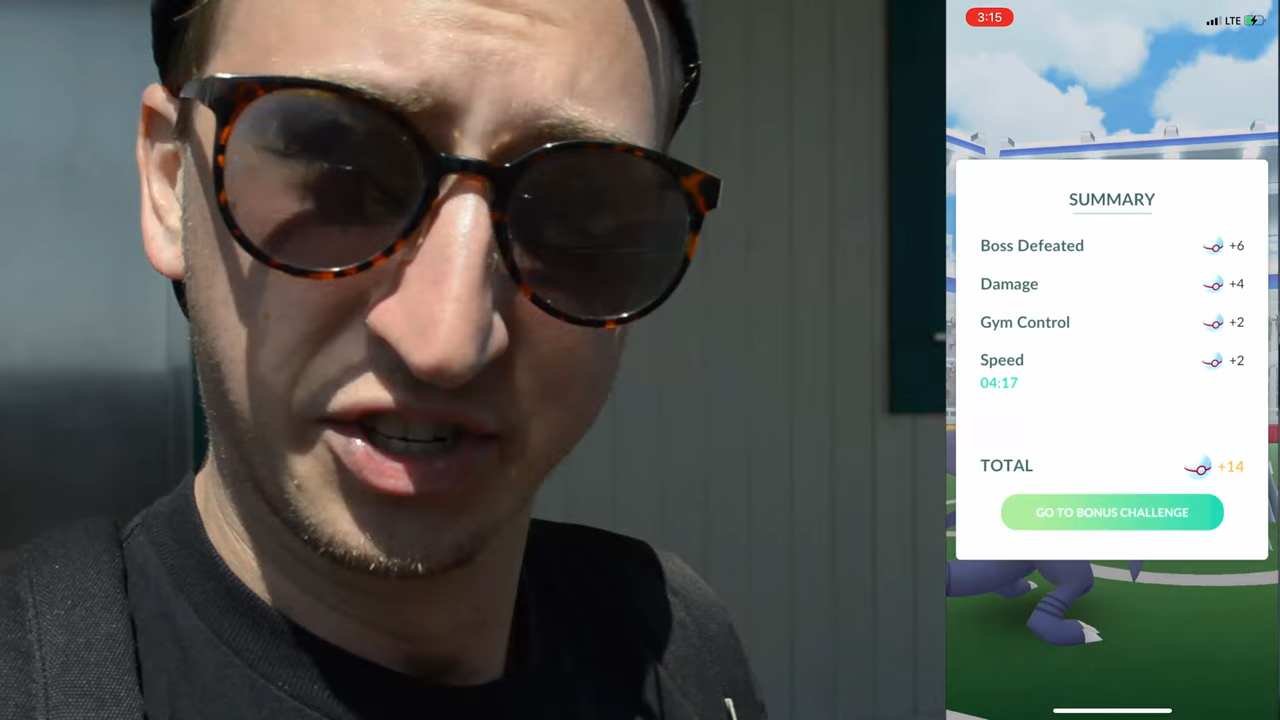 3:15
LTE
SUMMARY
Boss Defeated +6
Damage +4
Gym Control +2
Speed +2
04:17
TOTAL +14
GO TO BONUS CHALLENGE